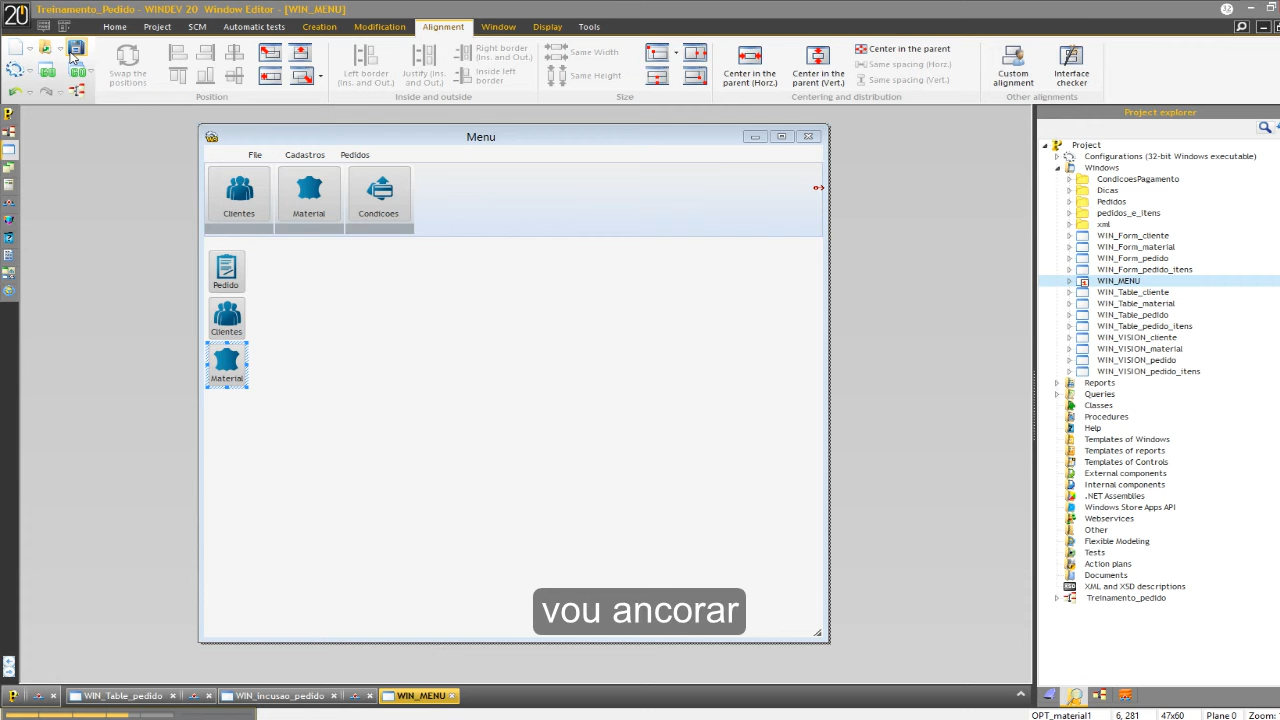 20 Treinamento_Pedido - WINDEV 20 Window Editor - [WIN_MENU] 32
Home Project SCM Automatic tests Creation Modification Alignment Window Display Tools
Swap the positions
Position
Left border (Ins. and Out.)
Justify (Ins. and Out.)
Right border (Ins. and Out.)
Inside left border
Inside and outside
Same Width
Same Height
Size
Center in the parent (Horz.)
Center in the parent (Vert.)
Center in the parent
Same spacing (Horz.)
Same spacing (Vert.)
Centering and distribution
Custom alignment
Interface checker
Other alignments
Menu
File Cadastros Pedidos
Clientes Material Condicoes
Pedido
Clientes
Material
vou ancorar
Project explorer
Project
Configurations (32-bit Windows executable)
Windows
CondicoesPagamento
Dicas
Pedidos
pedidos_e_itens
xml
WIN_Form_cliente
WIN_Form_material
WIN_Form_pedido
WIN_Form_pedido_itens
WIN_MENU
WIN_Table_cliente
WIN_Table_material
WIN_Table_pedido
WIN_Table_pedido_itens
WIN_VISION_cliente
WIN_VISION_material
WIN_VISION_pedido
WIN_VISION_pedido_itens
Reports
Queries
Classes
Procedures
Help
Templates of Windows
Templates of reports
Templates of Controls
External components
Internal components
.NET Assemblies
Windows Store Apps API
Webservices
Other
Flexible Modeling
Tests
Action plans
Documents
XML and XSD descriptions
Treinamento_pedido
WIN_Table_pedido WIN_incusao_pedido WIN_MENU
OPT_material1 6, 281 47x60 Plane 0 Zoom: